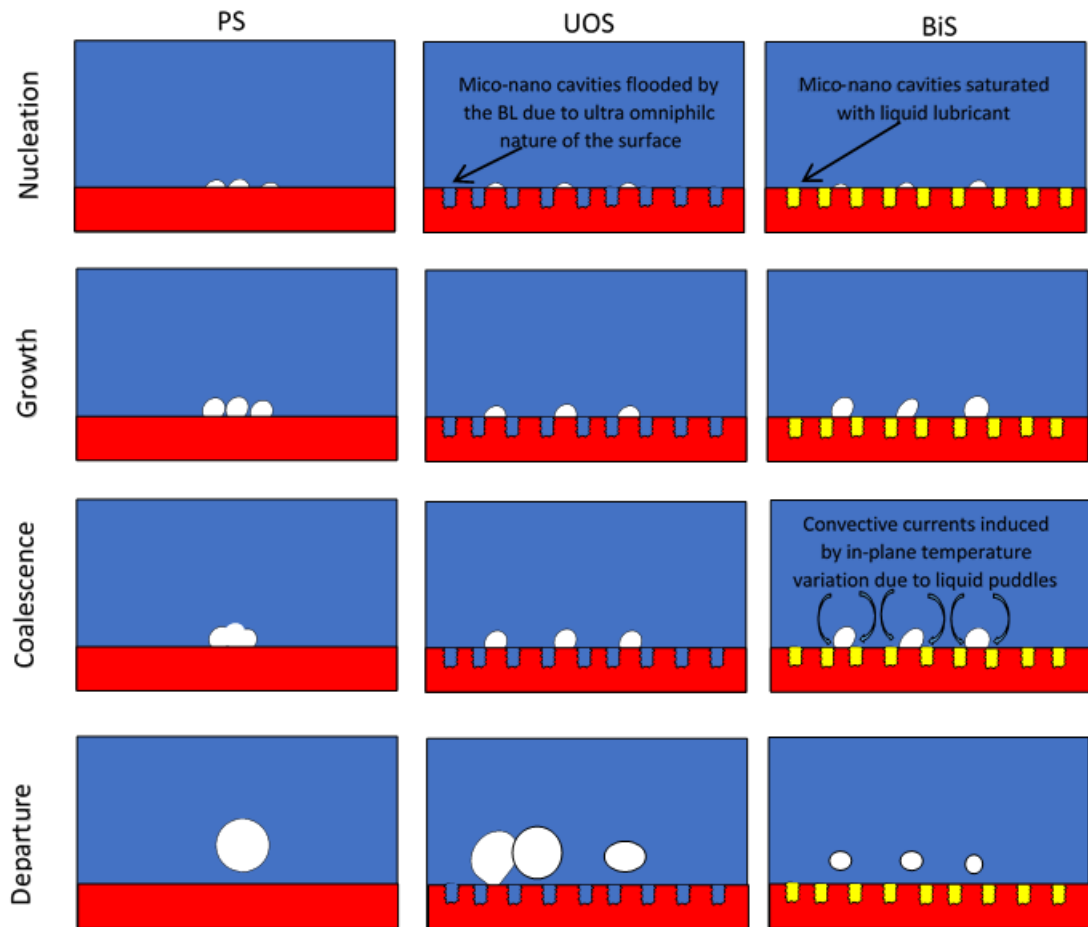 PS
UOS
BiS
Nucleation
Mico-nano cavities flooded by
the BL due to ultra omniphilc
nature of the surface
Mico-nano cavities saturated
with liquid lubricant
Growth
Coalescence
Convective currents induced
by in-plane temperature
variation due to liquid puddles
Departure